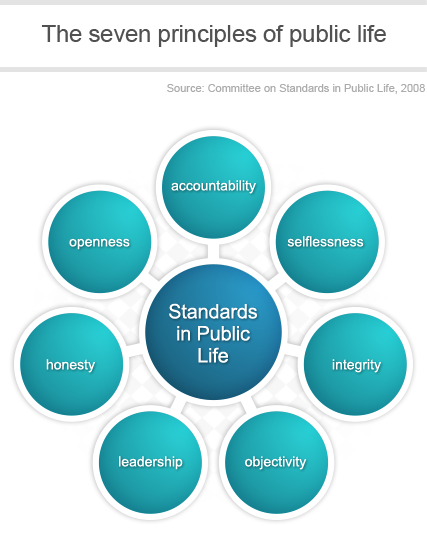 The seven principles of public life
Source: Committee on Standards in Public Life, 2008
accountability
openness
selflessness
Standards
in Public
Life
honesty
integrity
leadership
objectivity